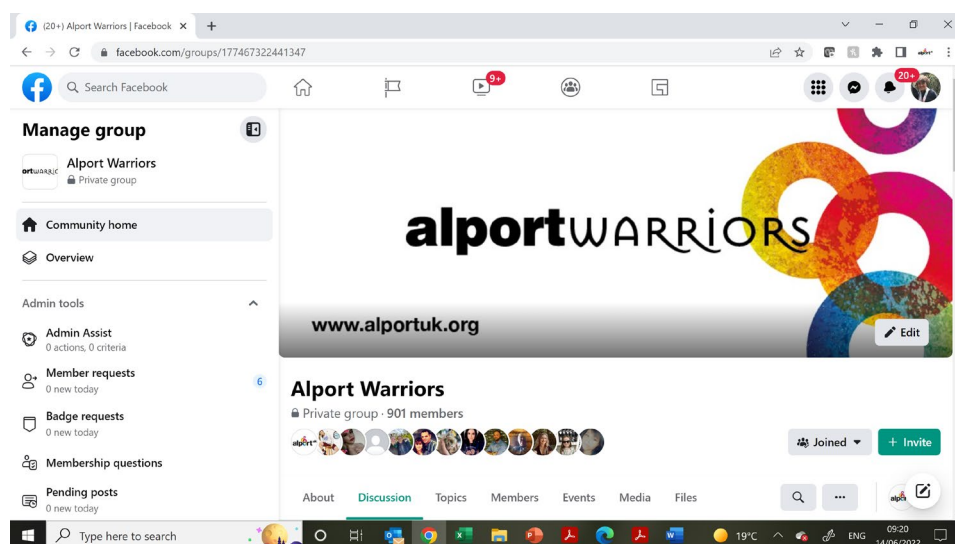 (20+) Alport Warriors | Facebook
facebook.com/groups/177467322441347
Search Facebook
9+
20+
Manage group
Alport Warriors
Private group
Community home
Overview
Admin tools
Admin Assist
0 actions, 0 criteria
Member requests
0 new today
6
Badge requests
0 new today
Membership questions
Pending posts
0 new today
alportWARRiORS
www.alportuk.org
Edit
Alport Warriors
Private group · 901 members
Joined
+ Invite
About Discussion Topics Members Events Media Files
Type here to search
19°C
ENG
09:20
14/06/2022